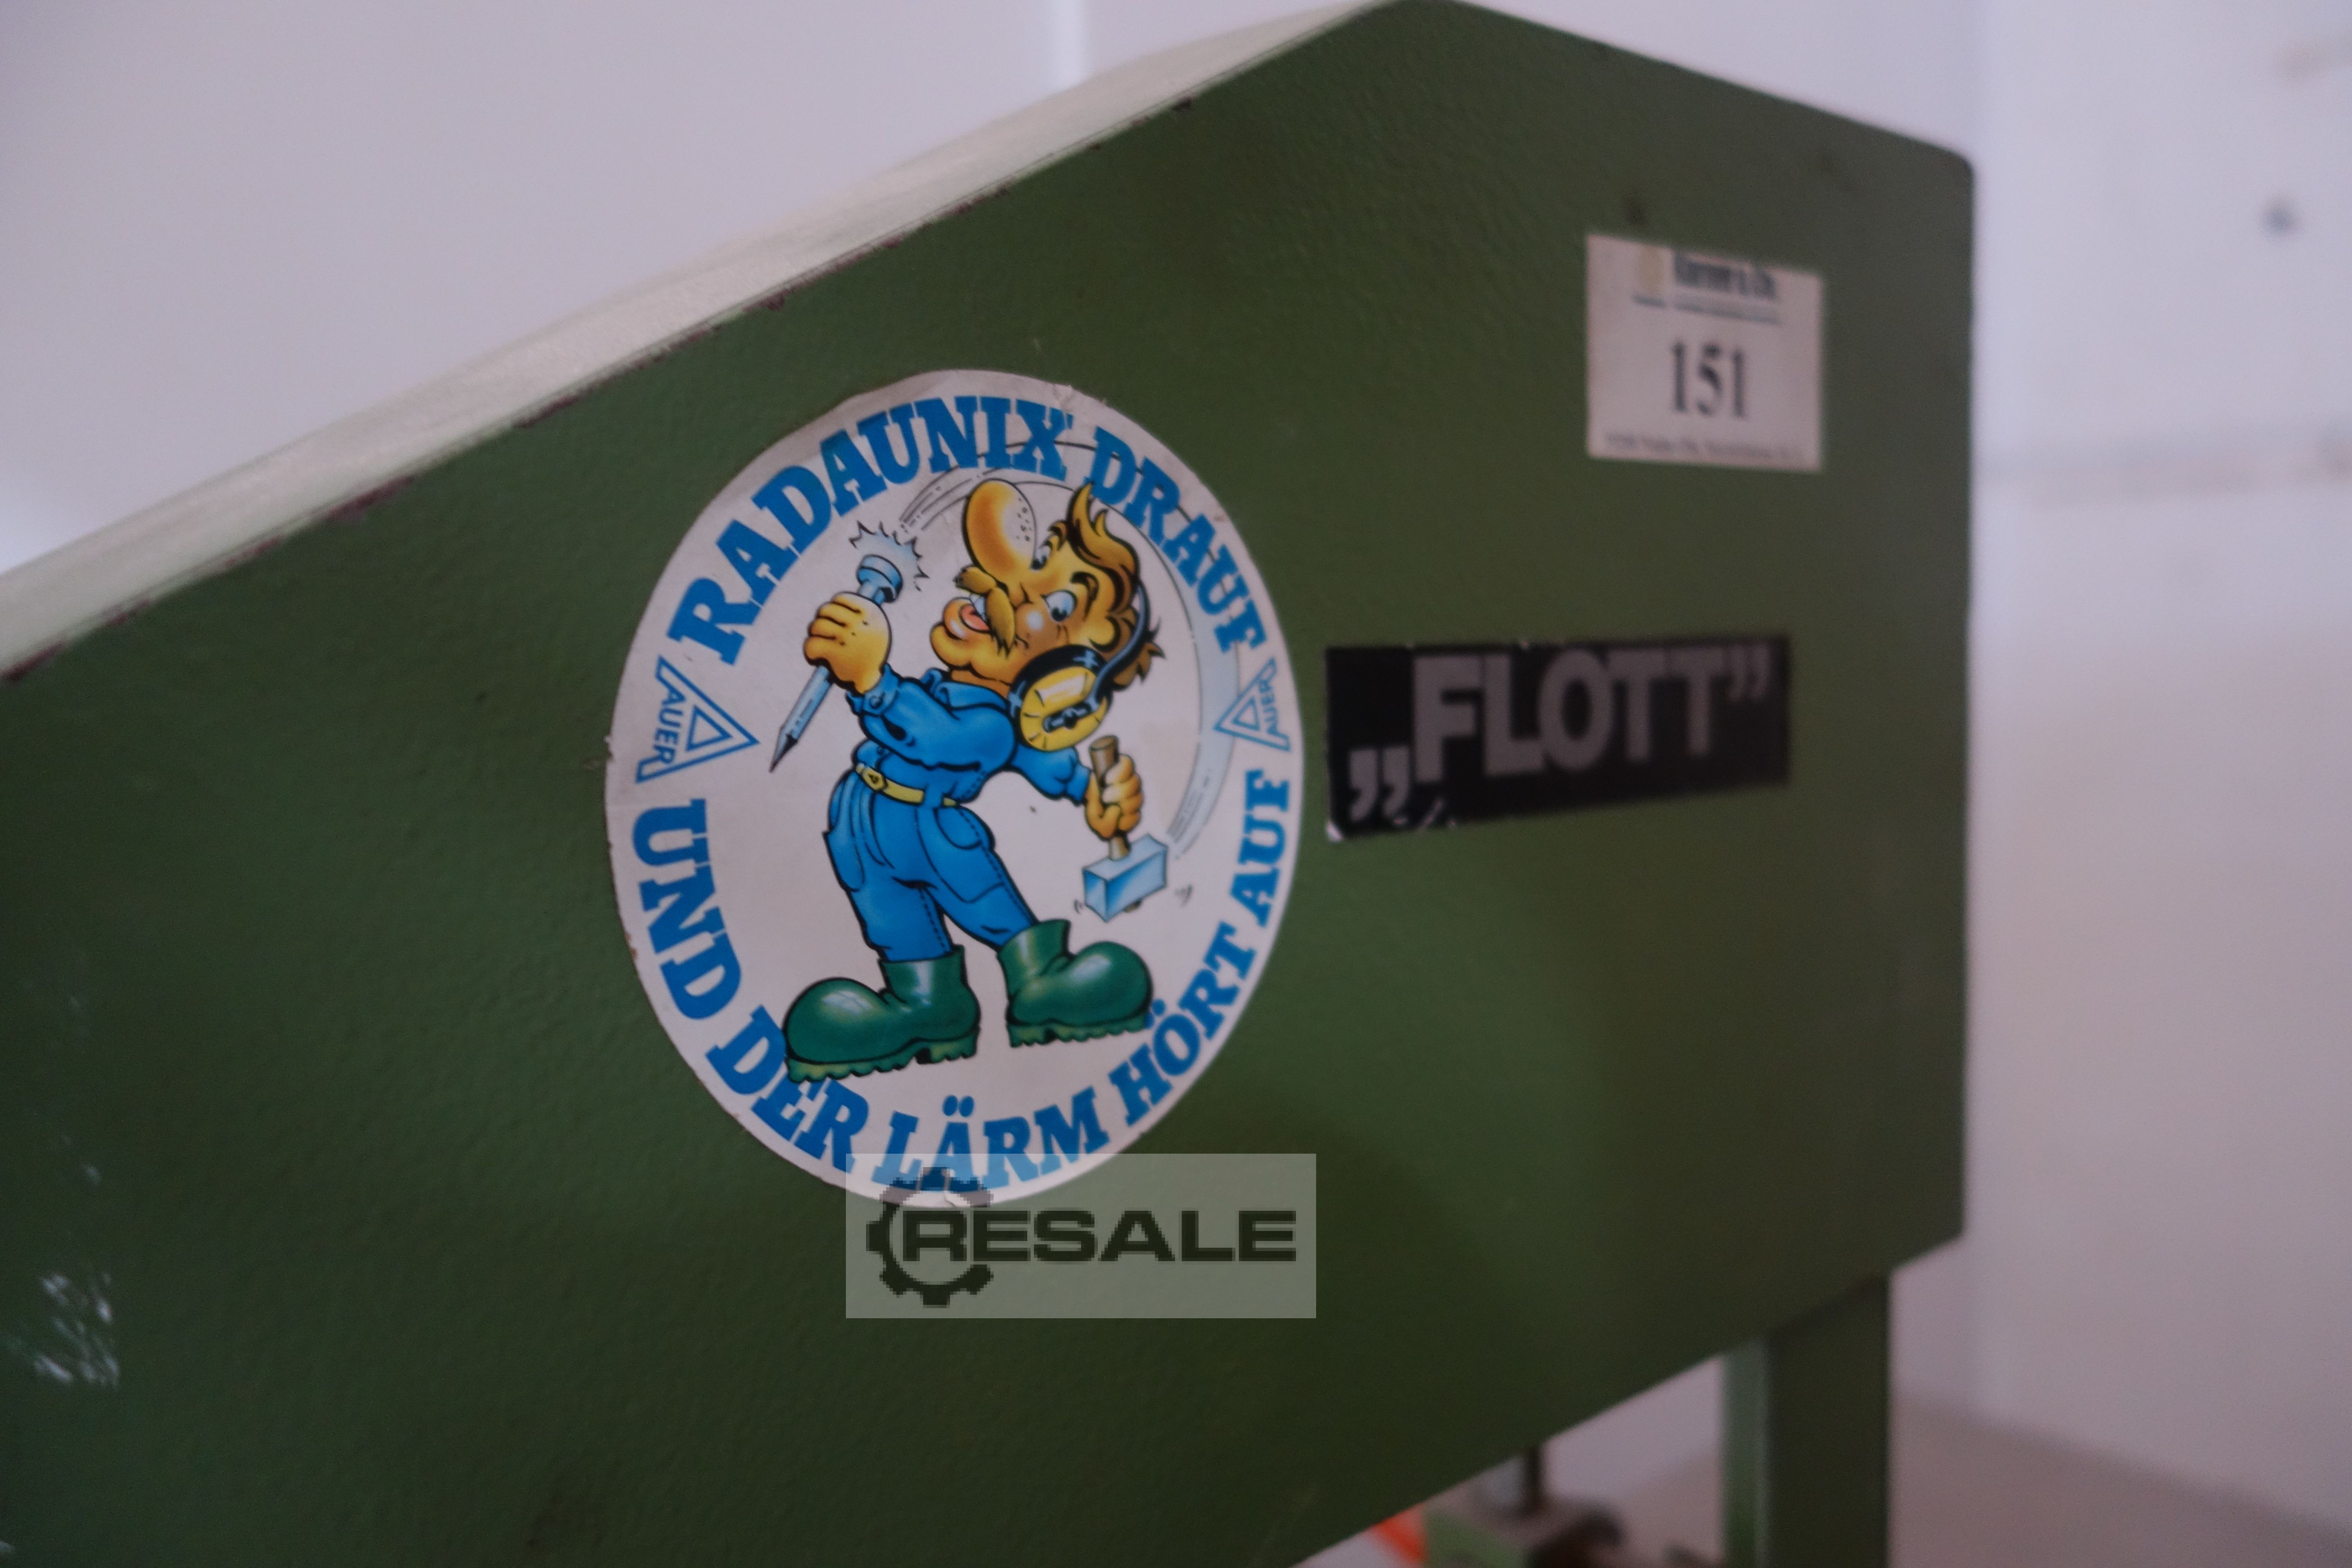 RADAUNIX DRAUF
AUER
AUER
UND DER LÄRM HÖRT AUF
151
„FLOTT”
RESALE